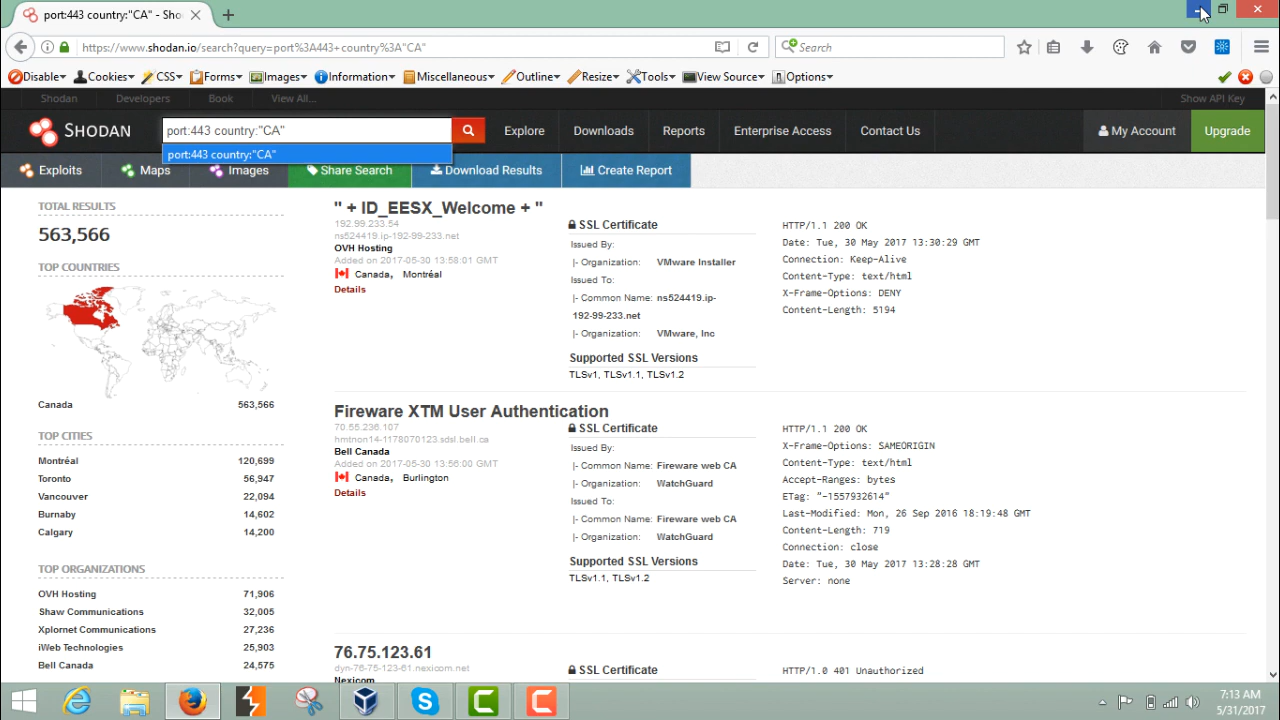 port:443 country:"CA" - Sho
https://www.shodan.io/search?query=port%3A443+country%3A"CA"
Search
Disable Cookies CSS Forms Images Information Miscellaneous Outline Resize Tools View Source Options
Shodan Developers Book View All... Show API Key
SHODAN port:443 country:"CA" Explore Downloads Reports Enterprise Access Contact Us My Account Upgrade
port:443 country:"CA"
Exploits Maps Images Share Search Download Results Create Report
TOTAL RESULTS
563,566
TOP COUNTRIES
Canada 563,566
TOP CITIES
Montréal 120,699
Toronto 56,947
Vancouver 22,094
Burnaby 14,602
Calgary 14,200
TOP ORGANIZATIONS
OVH Hosting 71,906
Shaw Communications 32,005
Xplornet Communications 27,236
iWeb Technologies 25,903
Bell Canada 24,575
" + ID_EESX_Welcome + "
192.99.233.54
ns524419.ip-192-99-233.net
OVH Hosting
Added on 2017-05-30 13:58:01 GMT
Canada, Montréal
Details
SSL Certificate
Issued By:
|- Organization: VMware Installer
Issued To:
|- Common Name: ns524419.ip-
192-99-233.net
|- Organization: VMware, Inc
Supported SSL Versions
TLSv1, TLSv1.1, TLSv1.2
HTTP/1.1 200 OK
Date: Tue, 30 May 2017 13:30:29 GMT
Connection: Keep-Alive
Content-Type: text/html
X-Frame-Options: DENY
Content-Length: 5194
Fireware XTM User Authentication
70.55.236.107
hmtnon14-1178070123.sdsl.bell.ca
Bell Canada
Added on 2017-05-30 13:56:00 GMT
Canada, Burlington
Details
SSL Certificate
Issued By:
|- Common Name: Fireware web CA
|- Organization: WatchGuard
Issued To:
|- Common Name: Fireware web CA
|- Organization: WatchGuard
Supported SSL Versions
TLSv1.1, TLSv1.2
HTTP/1.1 200 OK
X-Frame-Options: SAMEORIGIN
Content-Type: text/html
Accept-Ranges: bytes
ETag: "-1557932614"
Last-Modified: Mon, 26 Sep 2016 18:19:48 GMT
Content-Length: 719
Connection: close
Date: Tue, 30 May 2017 13:28:28 GMT
Server: none
76.75.123.61
dyn-76-75-123-61.nexicom.net
Nexicom
SSL Certificate
HTTP/1.0 401 Unauthorized
7:13 AM
5/31/2017